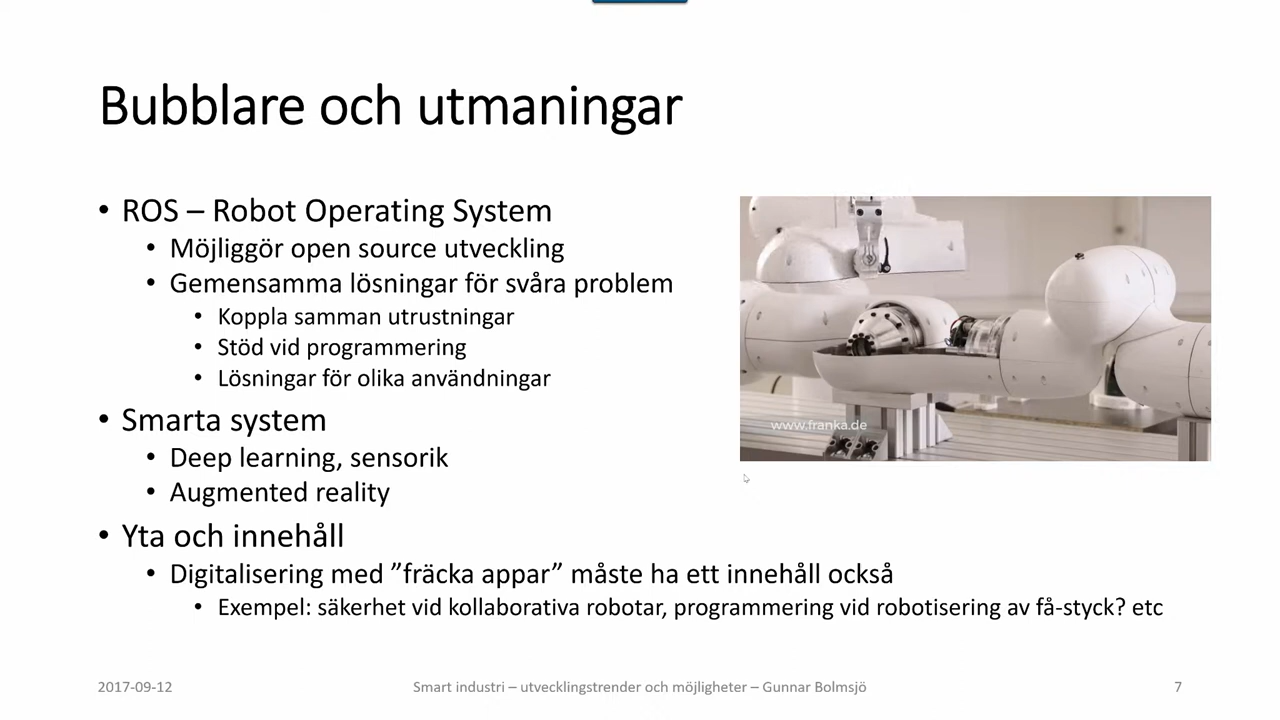 Bubblare och utmaningar
• ROS – Robot Operating System
• Möjliggör open source utveckling
• Gemensamma lösningar för svåra problem
• Koppla samman utrustningar
• Stöd vid programmering
• Lösningar för olika användningar
• Smarta system
• Deep learning, sensorik
• Augmented reality
• Yta och innehåll
• Digitalisering med ”fräcka appar” måste ha ett innehåll också
• Exempel: säkerhet vid kollaborativa robotar, programmering vid robotisering av få-styck? etc
www.franka.de
2017-09-12
Smart industri – utvecklingstrender och möjligheter – Gunnar Bolmsjö
7